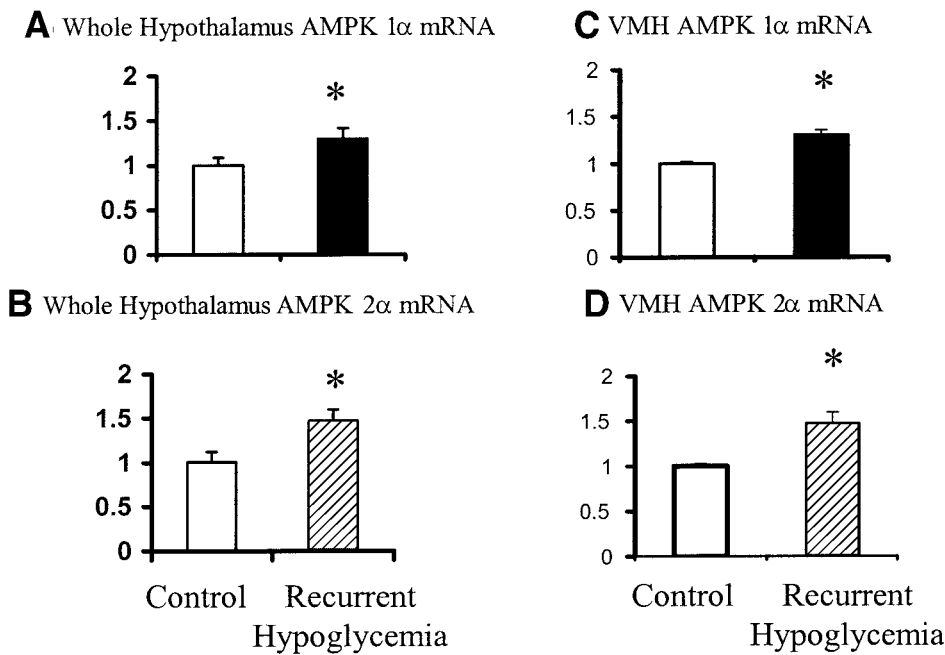 A Whole Hypothalamus AMPK 1α mRNA
2
1.5
1
0.5
0
*
B Whole Hypothalamus AMPK 2α mRNA
2
1.5
1
0.5
0
*
Control
Recurrent
Hypoglycemia
C VMH AMPK 1α mRNA
2
1.5
1
0.5
0
*
D VMH AMPK 2α mRNA
2
1.5
1
0.5
0
*
Control
Recurrent
Hypoglycemia